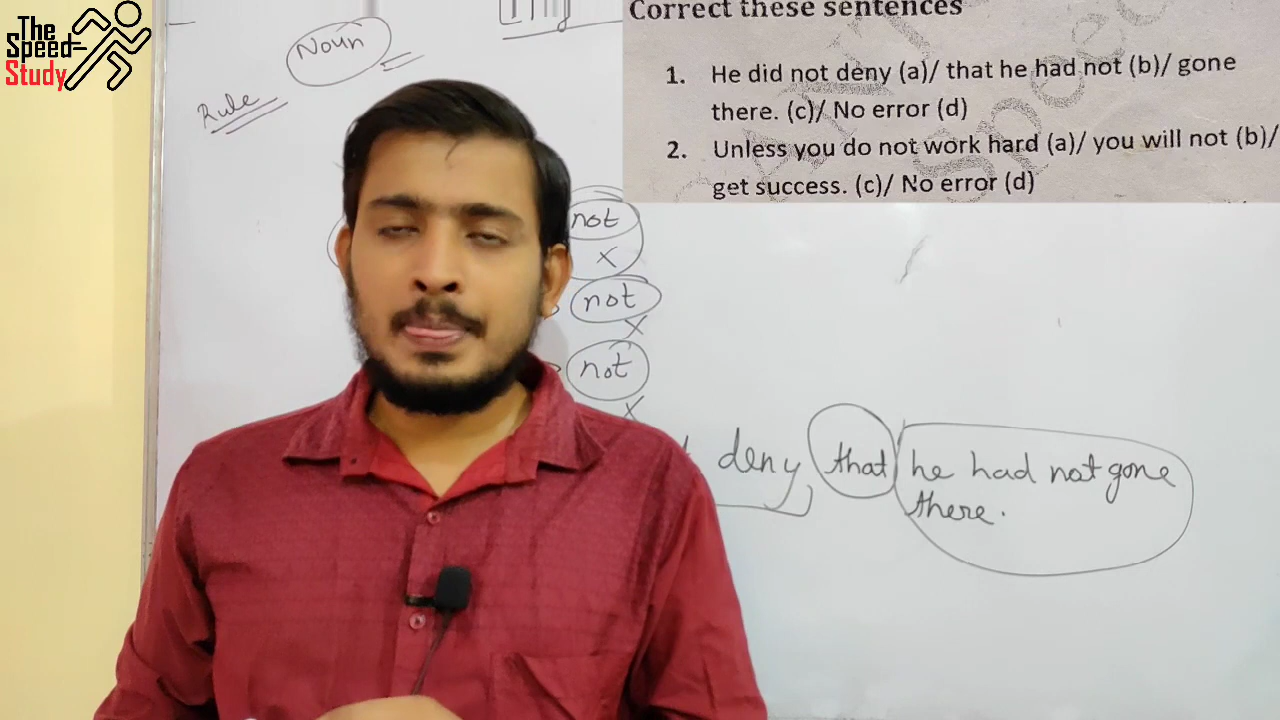 The
Speed
Study
Noun
Rule
Correct these sentences
1. He did not deny (a)/ that he had not (b)/ gone
there. (c)/ No error (d)
2. Unless you do not work hard (a)/ you will not (b)/
get success. (c)/ No error (d)
not
x
not
x
not
x
deny that he had not gone
there.